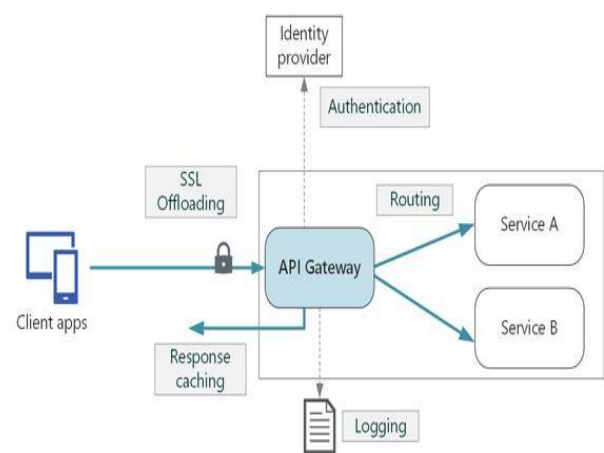 Identity
provider
Authentication
SSL
Offloading
Routing
Service A
API Gateway
Client apps
Service B
Response
caching
Logging